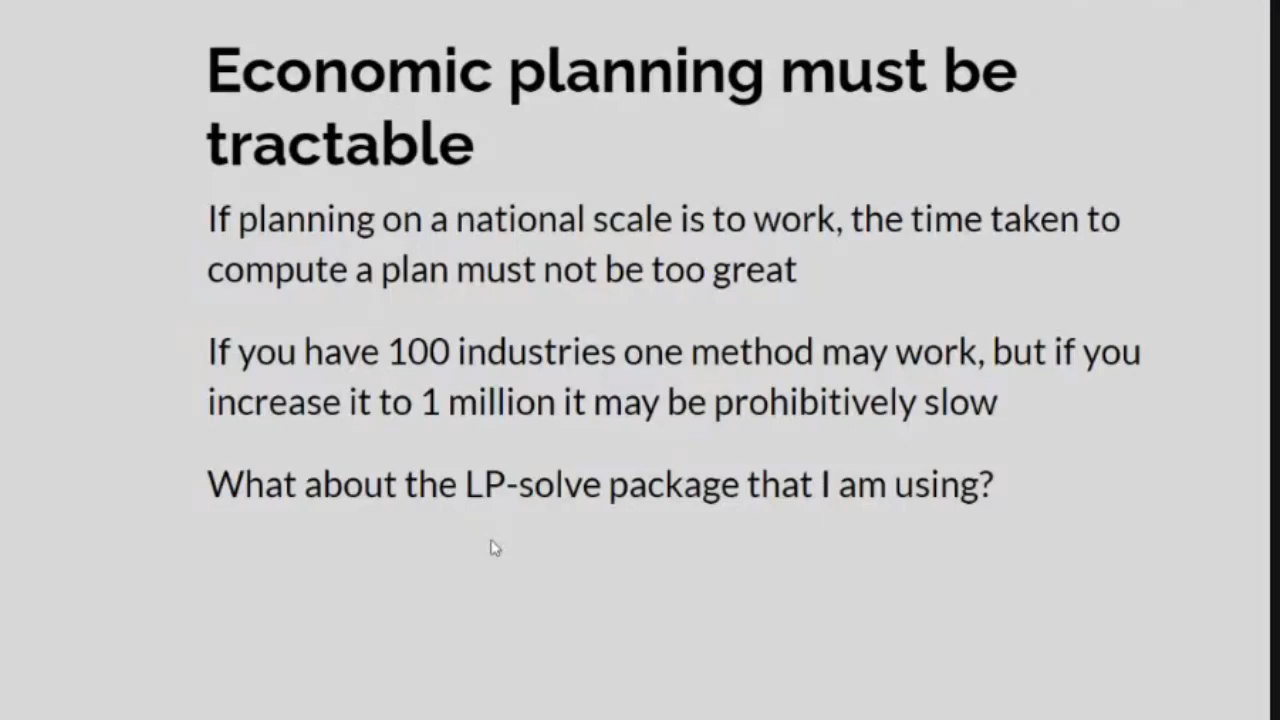 Economic planning must be
tractable
If planning on a national scale is to work, the time taken to
compute a plan must not be too great
If you have 100 industries one method may work, but if you
increase it to 1 million it may be prohibitively slow
What about the LP-solve package that I am using?